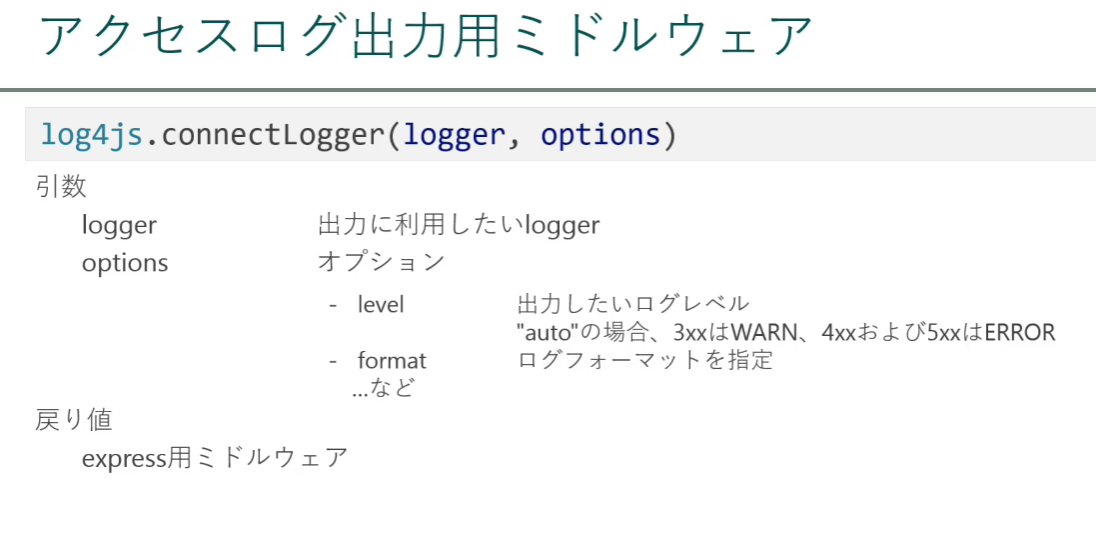 アクセスログ出力用ミドルウェア
log4js.connectLogger(logger, options)
引数
logger 出力に利用したいlogger
options オプション
- level 出力したいログレベル
"auto"の場合、3xxはWARN、4xxおよび5xxはERROR
- format ログフォーマットを指定
...など
戻り値
express用ミドルウェア